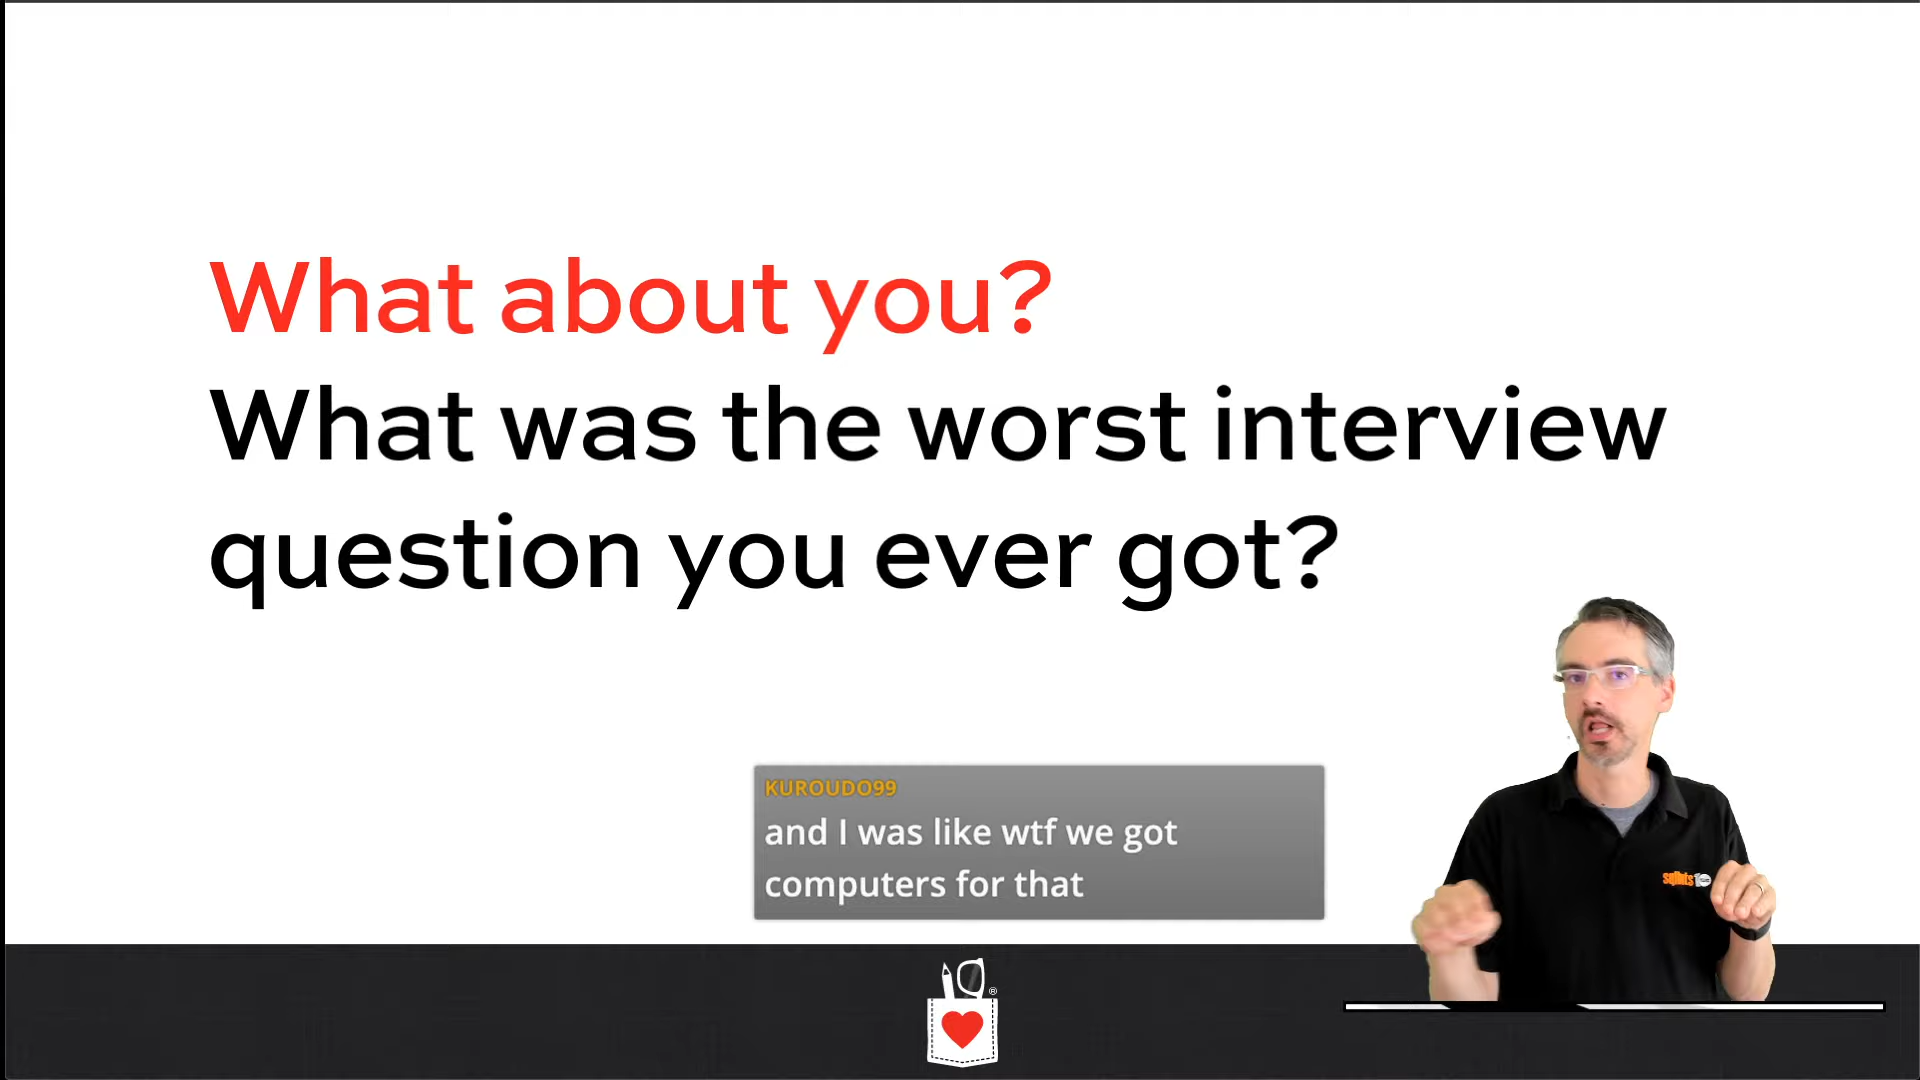 What about you?
What was the worst interview
question you ever got?
KUROUDO99
and I was like wtf we got
computers for that
®